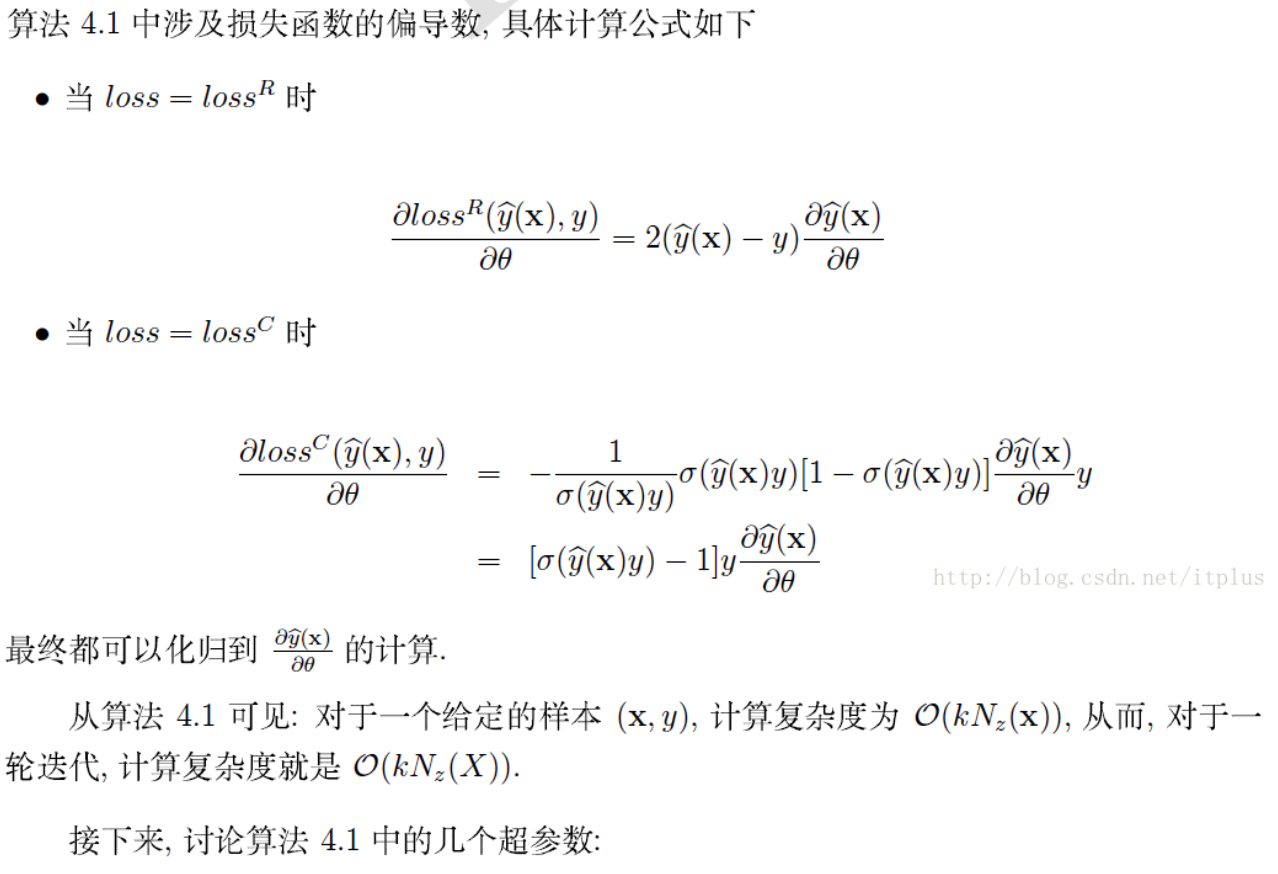 算法 4.1 中涉及损失函数的偏导数, 具体计算公式如下
• 当 $loss = loss^R$ 时
$\frac{\partial loss^R(\widehat{y}(\mathbf{x}), y)}{\partial \theta} = 2(\widehat{y}(\mathbf{x}) - y)\frac{\partial \widehat{y}(\mathbf{x})}{\partial \theta}$
• 当 $loss = loss^C$ 时
$\frac{\partial loss^C(\widehat{y}(\mathbf{x}), y)}{\partial \theta} = -\frac{1}{\sigma(\widehat{y}(\mathbf{x})y)}\sigma(\widehat{y}(\mathbf{x})y)[1 - \sigma(\widehat{y}(\mathbf{x})y)]\frac{\partial \widehat{y}(\mathbf{x})}{\partial \theta}y$
$= [\sigma(\widehat{y}(\mathbf{x})y) - 1]y\frac{\partial \widehat{y}(\mathbf{x})}{\partial \theta}$
http://blog.csdn.net/itplus
最终都可以化归到 $\frac{\partial \widehat{y}(\mathbf{x})}{\partial \theta}$ 的计算.
从算法 4.1 可见: 对于一个给定的样本 $(\mathbf{x}, y)$, 计算复杂度为 $\mathcal{O}(kN_z(\mathbf{x}))$, 从而, 对于一
轮迭代, 计算复杂度就是 $\mathcal{O}(kN_z(X))$.
接下来, 讨论算法 4.1 中的几个超参数: